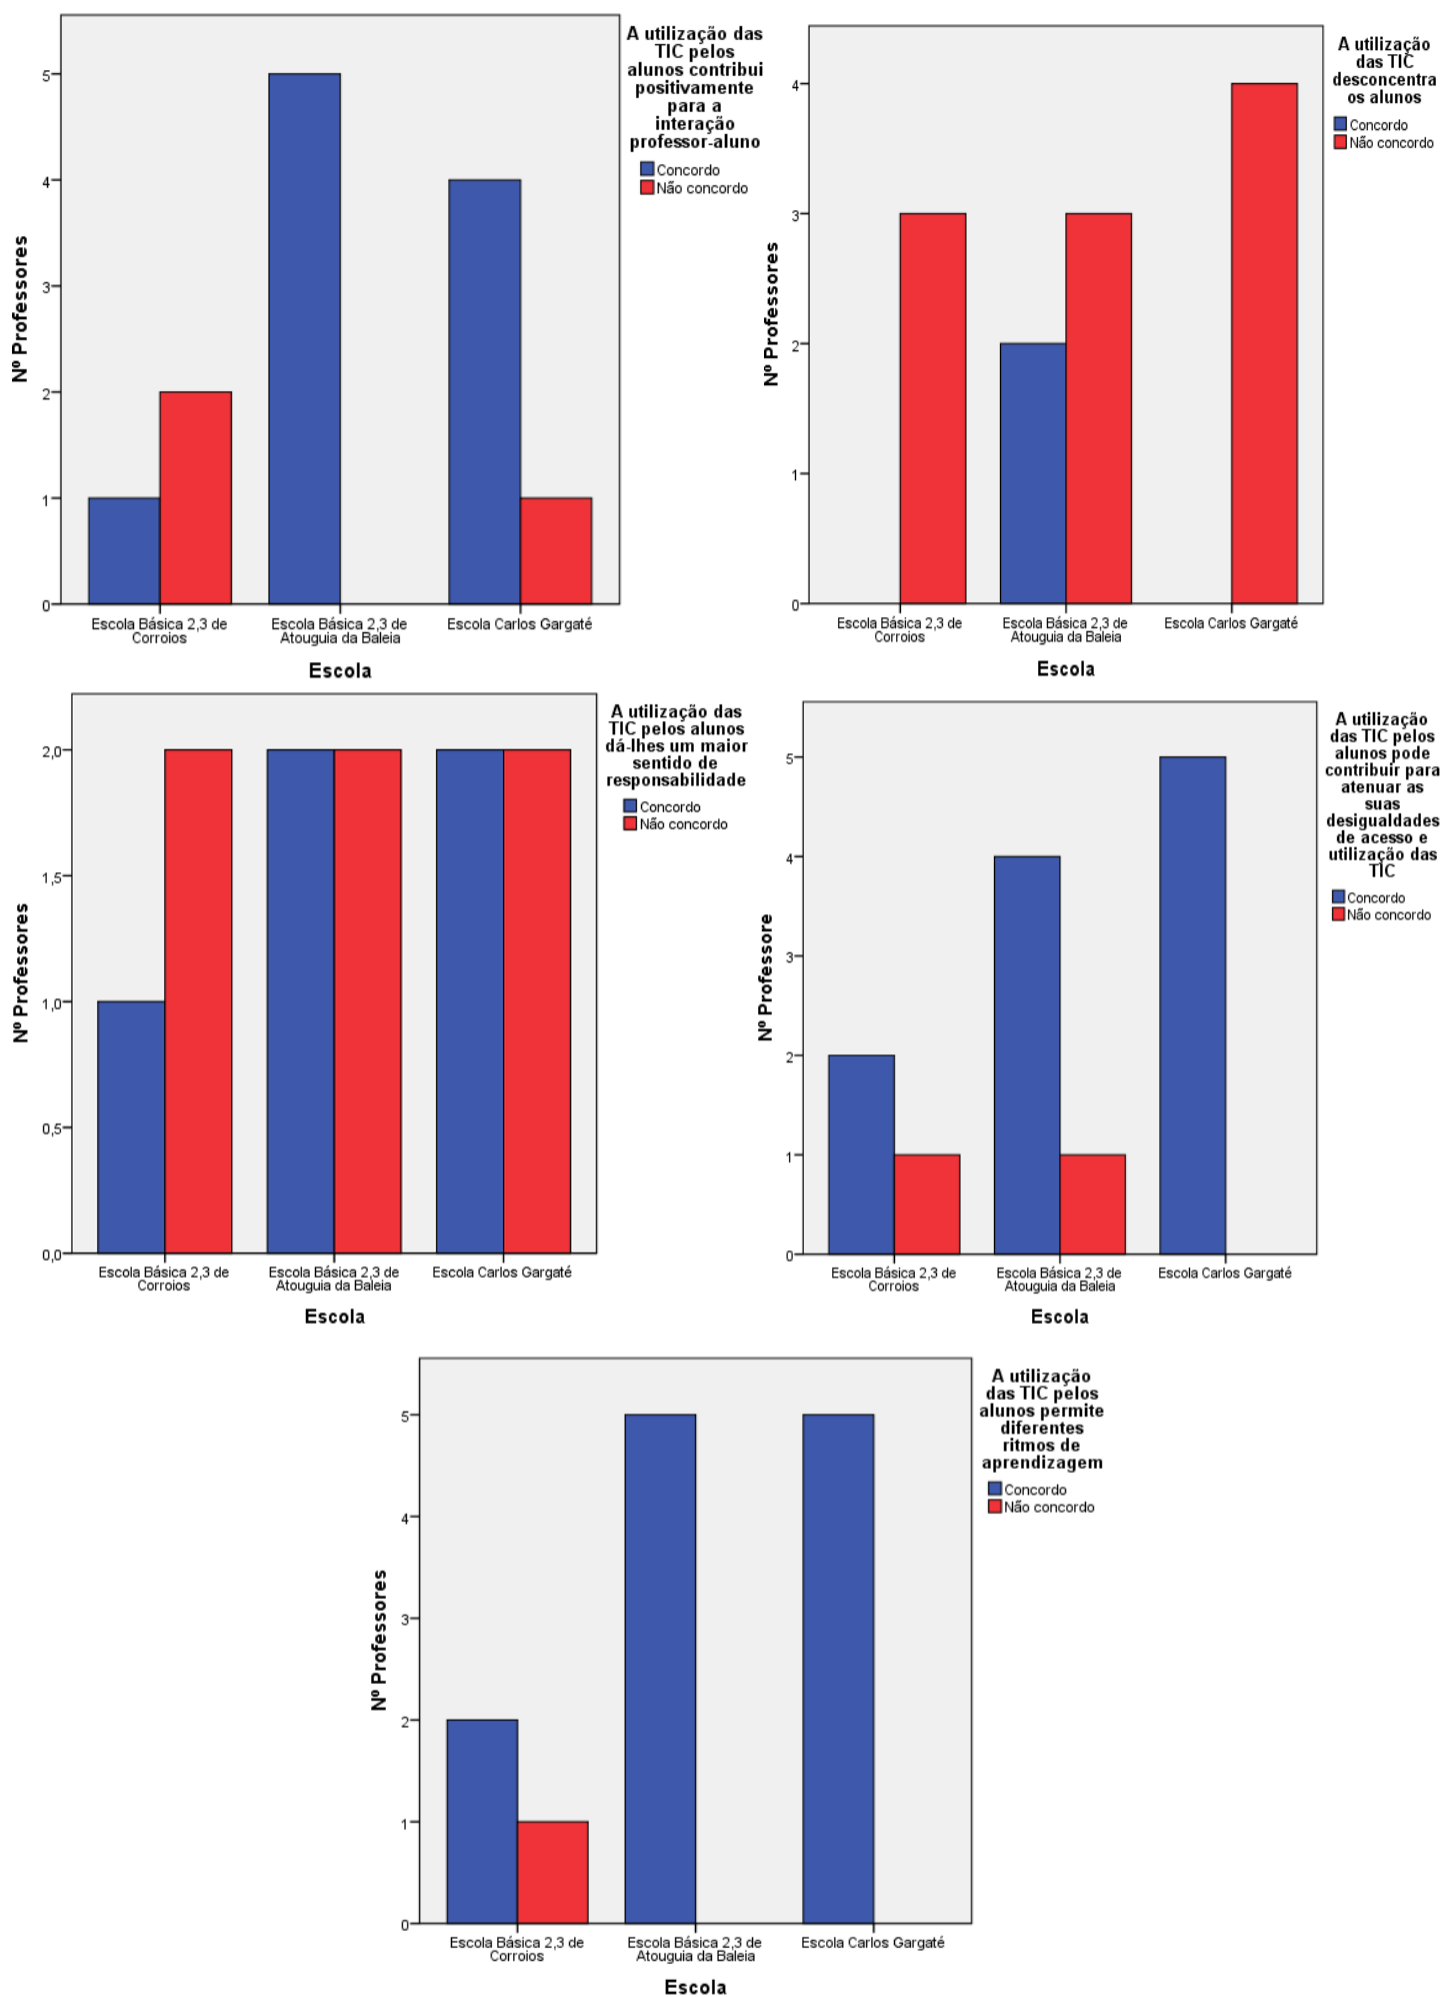 A utilização das
TIC pelos
alunos contribui
positivamente
para a
interação
professor-aluno
Concordo
Não concordo
Nº Professores
5
4
3
2
1
0
Escola Básica 2,3 de
Corroios
Escola Básica 2,3 de
Atouguia da Baleia
Escola Carlos Gargaté
Escola
A utilização
das TIC
desconcentra
os alunos
Concordo
Não concordo
Nº Professores
4
3
2
1
0
Escola Básica 2,3 de
Corroios
Escola Básica 2,3 de
Atouguia da Baleia
Escola Carlos Gargaté
Escola
A utilização das
TIC pelos alunos
dá-lhes um maior
sentido de
responsabilidade
Concordo
Não concordo
Nº Professores
2,0
1,5
1,0
0,5
0,0
Escola Básica 2,3 de
Corroios
Escola Básica 2,3 de
Atouguia da Baleia
Escola Carlos Gargaté
Escola
A utilização
das TIC pelos
alunos pode
contribuir para
atenuar as
suas
desigualdades
de acesso e
utilização das
TIC
Concordo
Não concordo
Nº Professore
5
4
3
2
1
0
Escola Básica 2,3 de
Corroios
Escola Básica 2,3 de
Atouguia da Baleia
Escola Carlos Gargaté
Escola
A utilização
das TIC pelos
alunos permite
diferentes
ritmos de
aprendizagem
Concordo
Não concordo
Nº Professores
5
4
3
2
1
0
Escola Básica 2,3 de
Corroios
Escola Básica 2,3 de
Atouguia da Baleia
Escola Carlos Gargaté
Escola